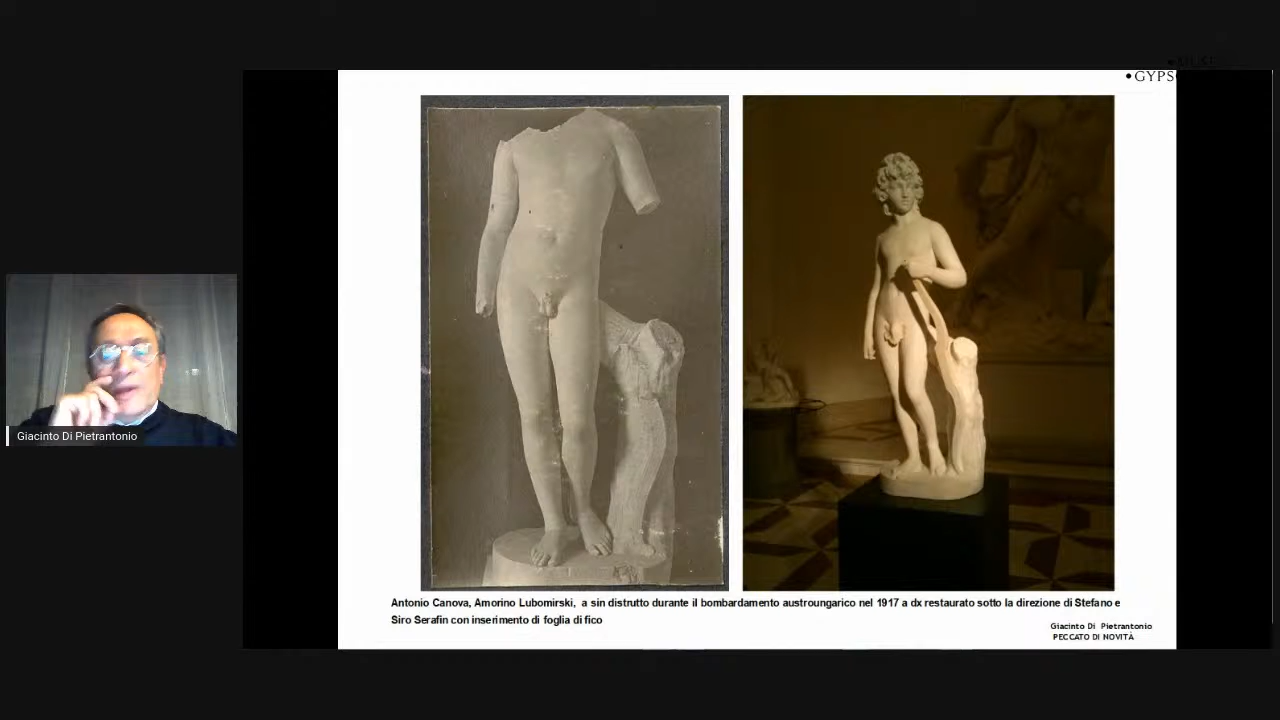 • GYPS
Giacinto Di Pietrantonio
Antonio Canova, Amorino Lubomirski, a sin distrutto durante il bombardamento austroungarico nel 1917 a dx restaurato sotto la direzione di Stefano e
Siro Serafin con inserimento di foglia di fico
Giacinto Di Pietrantonio
PECCATO DI NOVITÀ